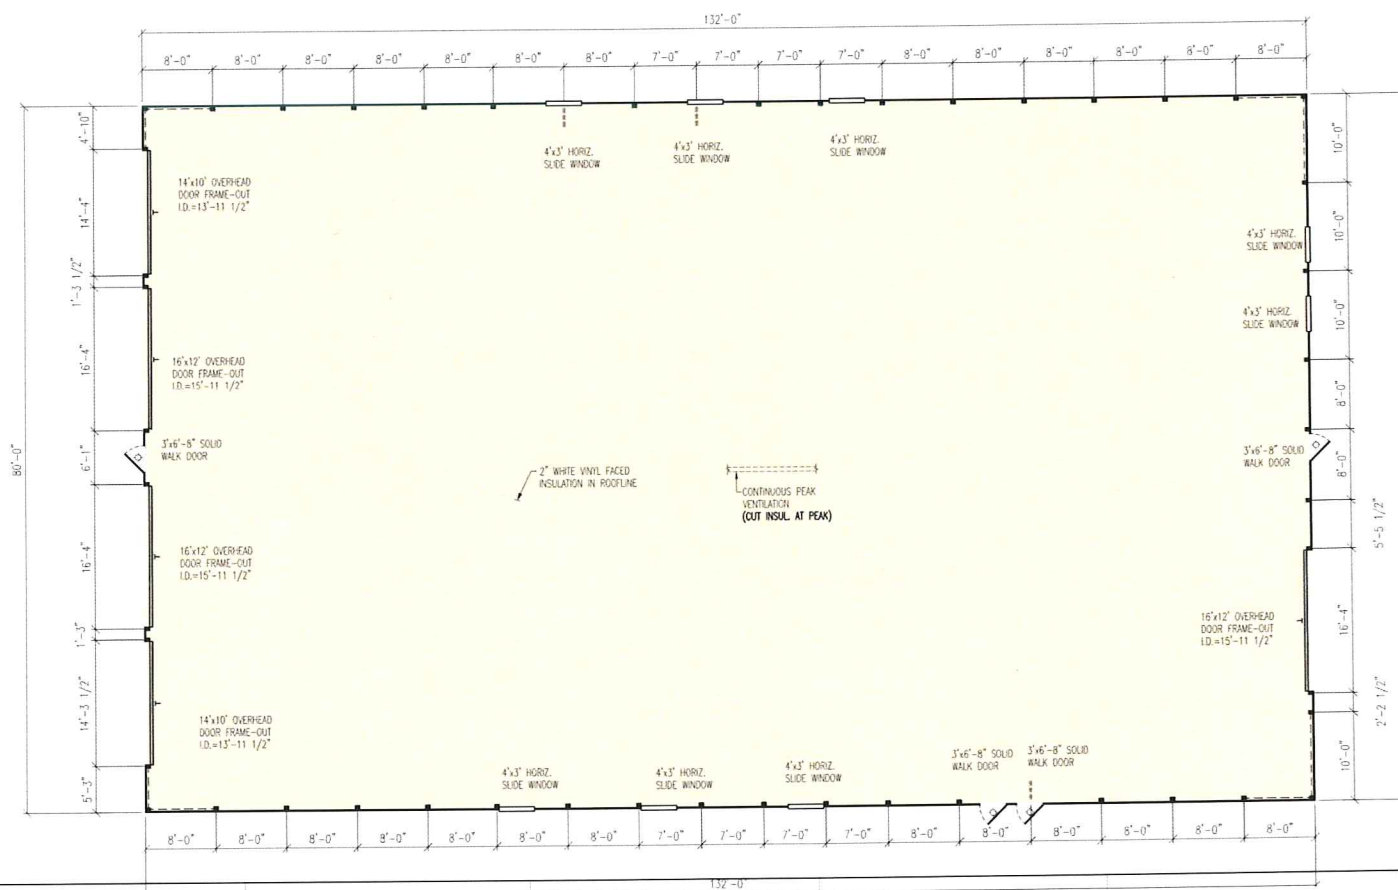 132'-0"
8'-0" 8'-0" 8'-0" 8'-0" 8'-0" 8'-0" 8'-0" 7'-0" 7'-0" 7'-0" 8'-0" 8'-0" 8'-0" 8'-0" 8'-0" 8'-0"
80'-0"
4'-10"
14'-4"
1'-3 1/2"
16'-4"
6'-1"
16'-4"
1'-3"
14'-3 1/2"
5'-3"
4'x3' HORIZ.
SLIDE WINDOW
4'x3' HORIZ.
SLIDE WINDOW
4'x3' HORIZ.
SLIDE WINDOW
14'x10' OVERHEAD
DOOR FRAME-OUT
I.D.=13'-11 1/2"
16'x12' OVERHEAD
DOOR FRAME-OUT
I.D.=15'-11 1/2"
3'x6'-8" SOLID
WALK DOOR
16'x12' OVERHEAD
DOOR FRAME-OUT
I.D.=15'-11 1/2"
14'x10' OVERHEAD
DOOR FRAME-OUT
I.D.=13'-11 1/2"
2" WHITE VINYL FACED
INSULATION IN ROOFLINE
CONTINUOUS PEAK
VENTILATION
(CUT INSUL. AT PEAK)
4'x3' HORIZ.
SLIDE WINDOW
4'x3' HORIZ.
SLIDE WINDOW
3'x6'-8" SOLID
WALK DOOR
16'x12' OVERHEAD
DOOR FRAME-OUT
I.D.=15'-11 1/2"
10'-0"
10'-0"
10'-0"
8'-0"
8'-0"
5'-5 1/2"
16'-4"
2'-2 1/2"
10'-0"
4'x3' HORIZ.
SLIDE WINDOW
4'x3' HORIZ.
SLIDE WINDOW
4'x3' HORIZ.
SLIDE WINDOW
3'x6'-8" SOLID
WALK DOOR
3'x6'-8" SOLID
WALK DOOR
8'-0" 8'-0" 8'-0" 8'-0" 8'-0" 8'-0" 8'-0" 7'-0" 7'-0" 7'-0" 8'-0" 8'-0" 8'-0" 8'-0" 8'-0" 8'-0"
132'-0"